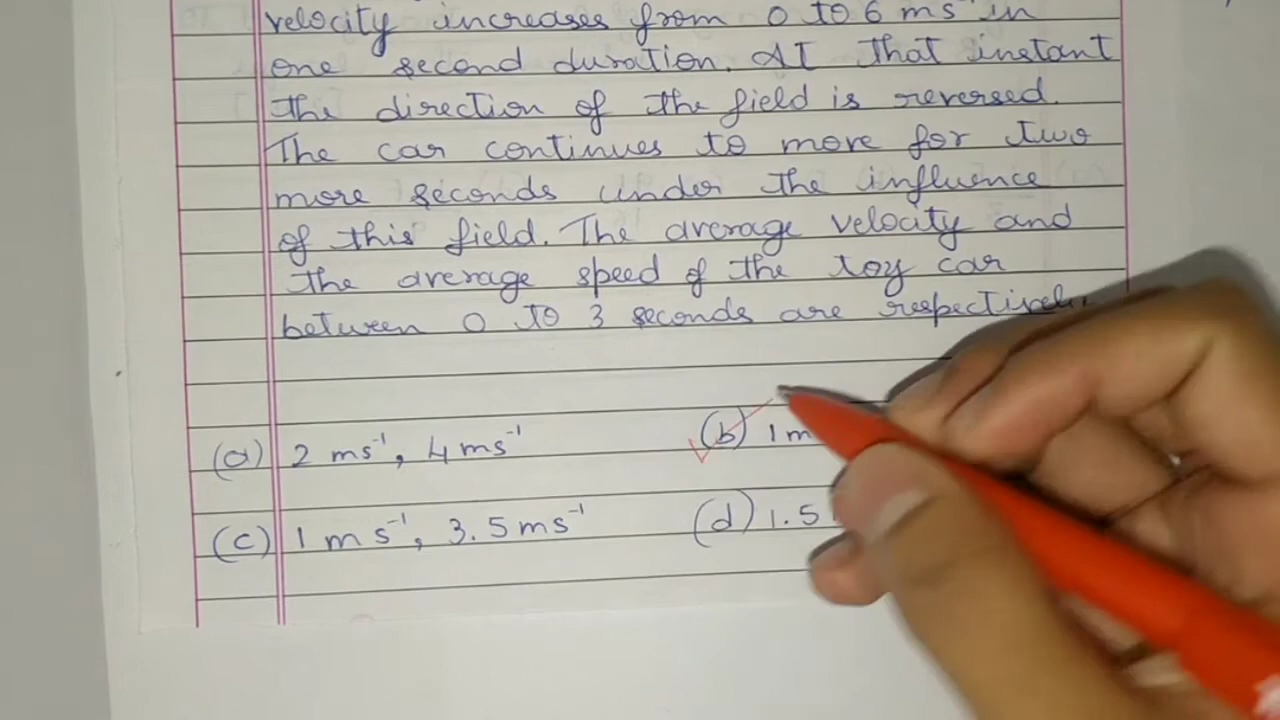 velocity increases from 0 to 6 ms⁻¹ in
one second duration. At that instant
the direction of the field is reversed.
The car continues to more for two
more seconds under the influence
of this field. The average velocity and
the average speed of the toy car
between 0 to 3 seconds are respectively
(a) 2 ms⁻¹, 4 ms⁻¹ (b) 1 m
(c) 1 ms⁻¹, 3.5 ms⁻¹ (d) 1.5